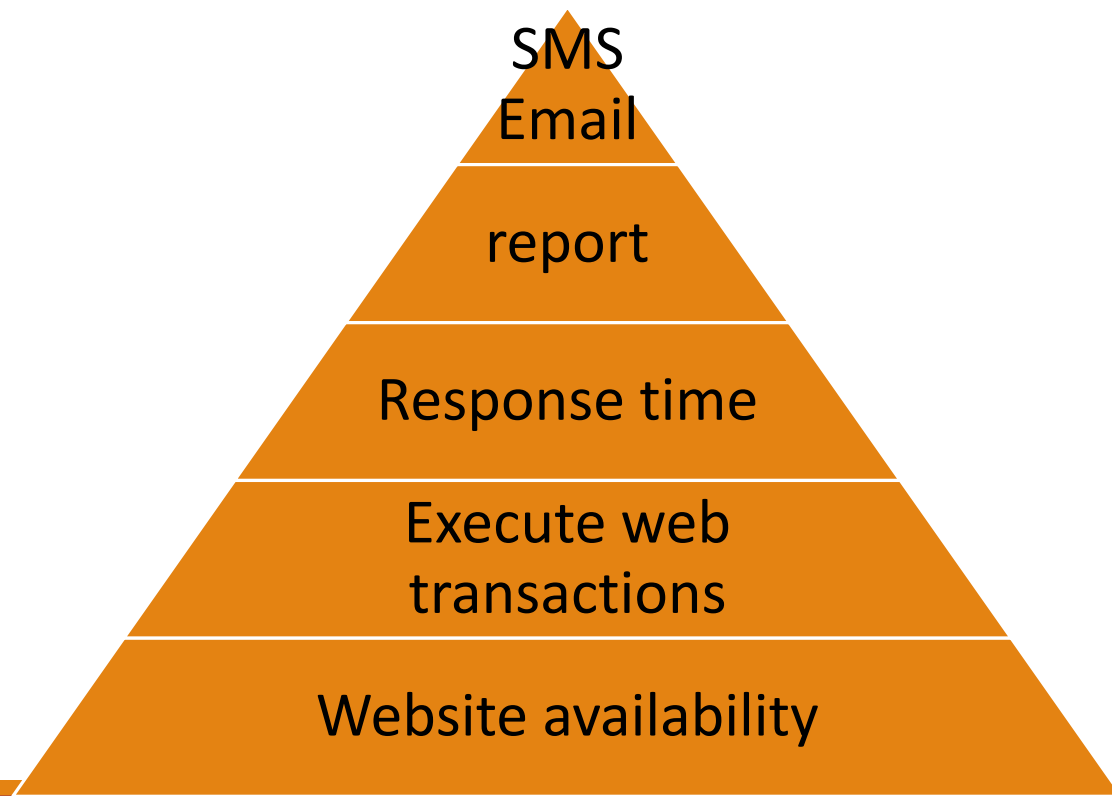 SMS
Email
report
Response time
Execute web
transactions
Website availability